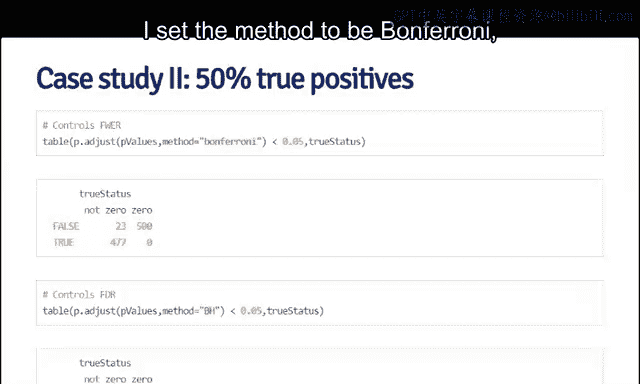 I set the method to be Bonferroni,
Case study II: 50% true positives
# Controls FWER
table(p.adjust(pValues,method="bonferroni") < 0.05,trueStatus)
trueStatus
not zero zero
FALSE 23 500
TRUE 477 0
# Controls FDR
table(p.adjust(pValues,method="BH") < 0.05,trueStatus)
trueStatus
not zero zero